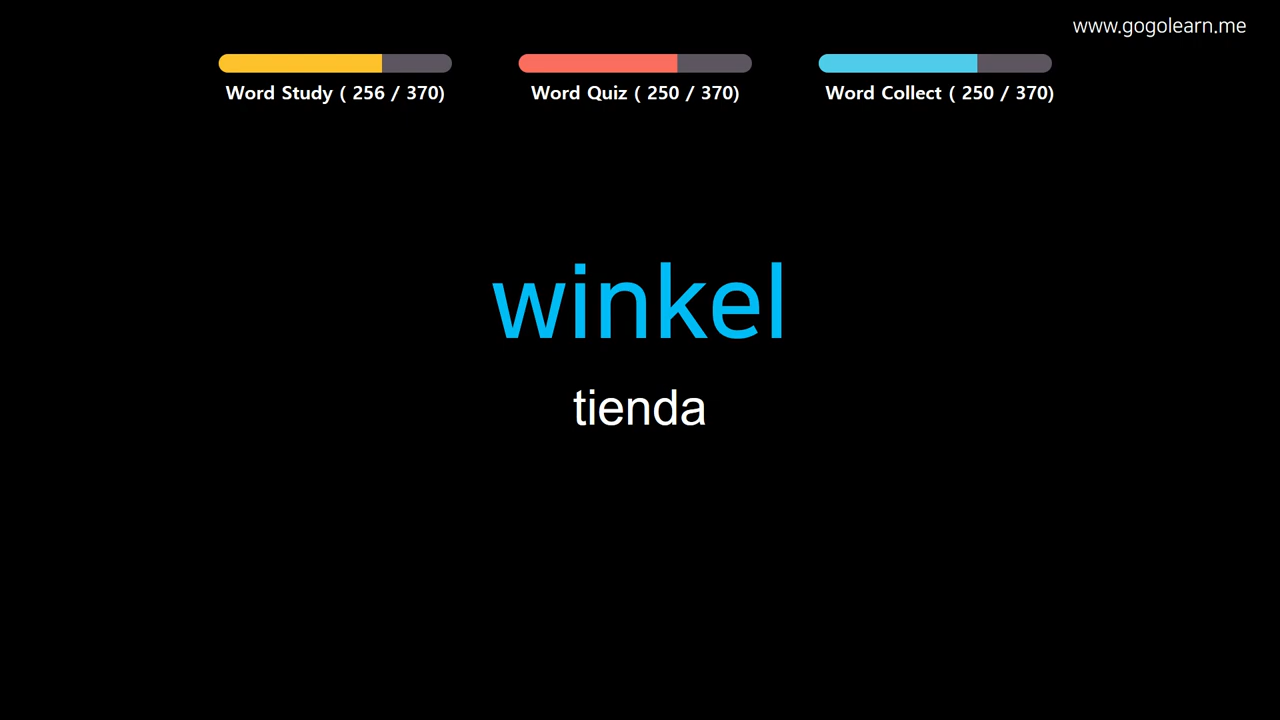 www.gogolearn.me
Word Study ( 256 / 370)
Word Quiz ( 250 / 370)
Word Collect ( 250 / 370)
winkel
tienda